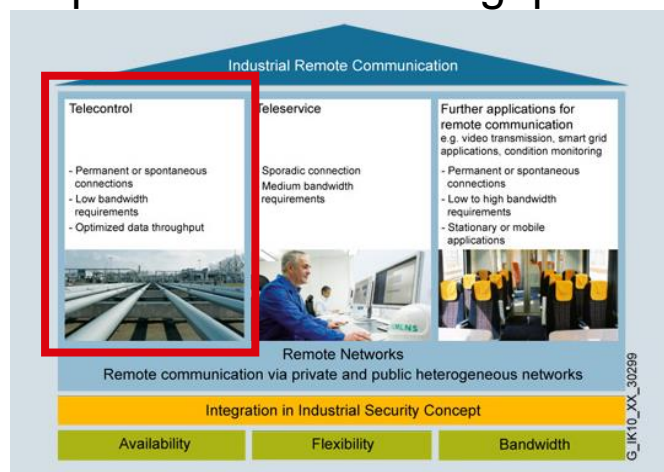 Industrial Remote Communication
Telecontrol
- Permanent or spontaneous
connections
- Low bandwidth
requirements
- Optimized data throughput
Teleservice
Sporadic connection
Medium bandwidth
requirements
Further applications for
remote communication
e.g. video transmission, smart grid
applications, condition monitoring
- Permanent or spontaneous
connections
- Low to high bandwidth
requirements
- Stationary or mobile
applications
Remote Networks
Remote communication via private and public heterogeneous networks
Integration in Industrial Security Concept
Availability
Flexibility
Bandwidth
G_IK10_XX_30299